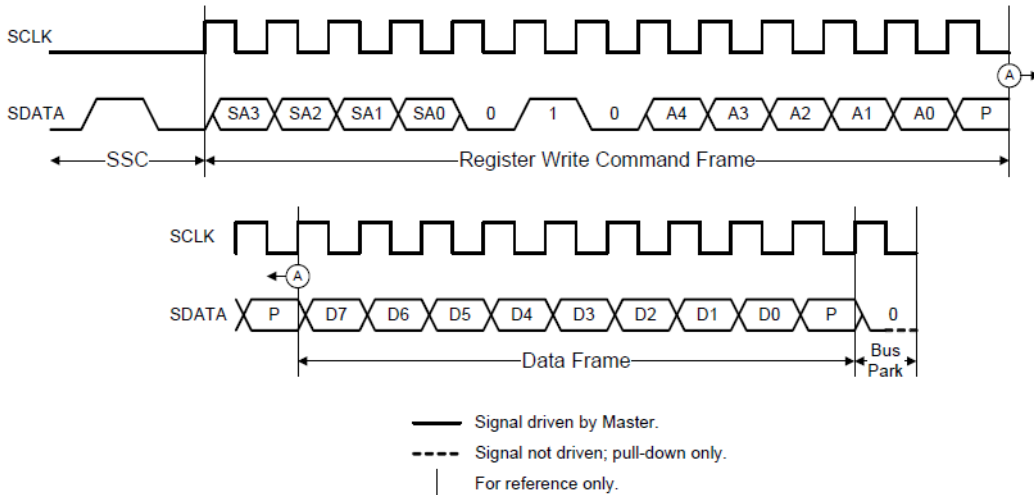 SCLK
A
SDATA SA3 SA2 SA1 SA0 0 1 0 A4 A3 A2 A1 A0 P
SSC Register Write Command Frame
SCLK
A
SDATA P D7 D6 D5 D4 D3 D2 D1 D0 P 0
Data Frame Bus
Park
Signal driven by Master.
Signal not driven; pull-down only.
For reference only.